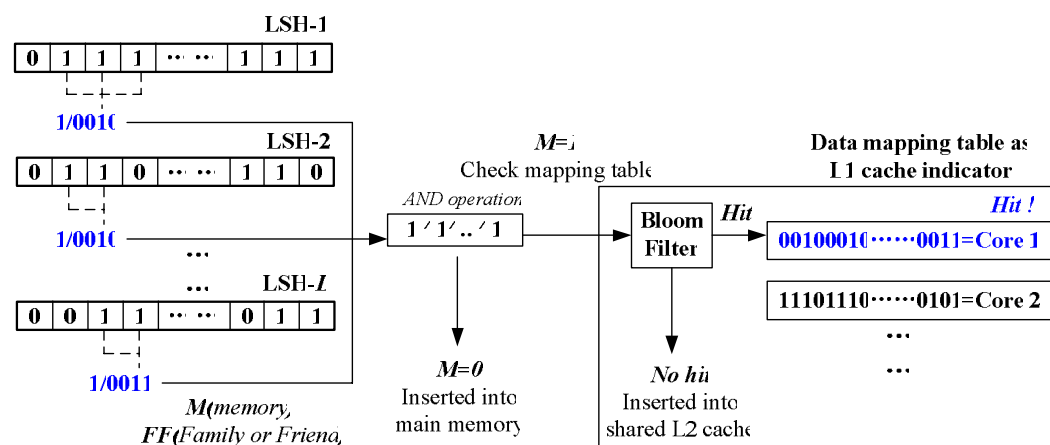 LSH-1
0 1 1 1 ... ... 1 1 1
1/0010
LSH-2
0 1 1 0 ... ... 1 1 0
1/0010
...
...
LSH-L
0 0 1 1 ... ... 0 1 1
1/0011
M(memory)
FF(Family or Friend)
AND operation
1 ∧ 1 ∧ .. ∧ 1
M=0
Inserted into
main memory
M=1
Check mapping table
Bloom
Filter
Hit
No hit
Inserted into
shared L2 cache
Data mapping table as
L1 cache indicator
Hit !
00100010······0011=Core 1
11101110······0101=Core 2
...
...